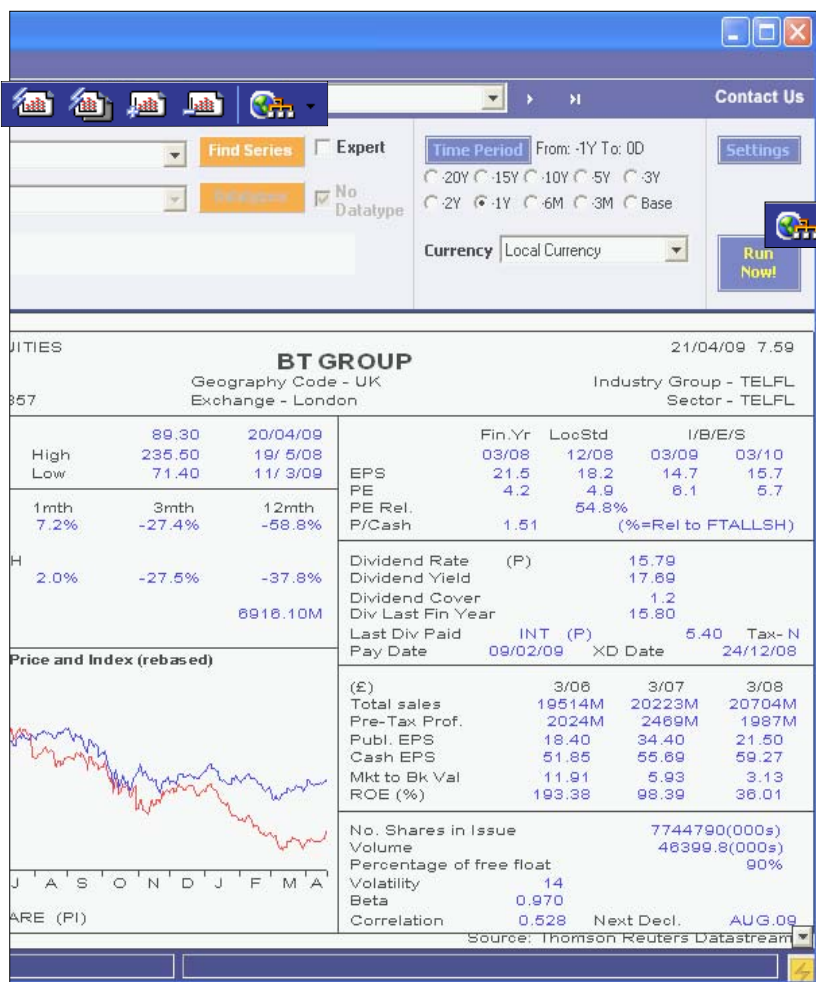 Contact Us
Find Series Expert Time Period From: -1Y To: 0D Settings
-20Y -15Y -10Y -5Y -3Y
No Datatype -2Y -1Y -6M -3M Base
Currency Local Currency Run Now!
UITIES BT GROUP 21/04/09 7.59
Geography Code - UK Industry Group - TELFL
357 Exchange - London Sector - TELFL
89.30 20/04/09
High 235.50 19/ 5/08
Low 71.40 11/ 3/09
1mth 3mth 12mth
7.2% -27.4% -58.8%
H
2.0% -27.5% -37.8%
6916.10M
Fin.Yr LocStd I/B/E/S
03/08 12/08 03/09 03/10
EPS 21.5 18.2 14.7 15.7
PE 4.2 4.9 6.1 5.7
PE Rel. 54.8%
P/Cash 1.51 (%=Rel to FTALLSH)
Dividend Rate (P) 15.79
Dividend Yield 17.69
Dividend Cover 1.2
Div Last Fin Year 15.80
Last Div Paid INT (P) 5.40 Tax- N
Pay Date 09/02/09 XD Date 24/12/08
Price and Index (rebased)
J A S O N D J F M A
ARE (PI)
(£) 3/06 3/07 3/08
Total sales 19514M 20223M 20704M
Pre-Tax Prof. 2024M 2469M 1987M
Publ. EPS 18.40 34.40 21.50
Cash EPS 51.85 55.69 59.27
Mkt to Bk Val 11.91 5.93 3.13
ROE (%) 193.38 98.39 36.01
No. Shares in Issue 7744790(000s)
Volume 46399.8(000s)
Percentage of free float 90%
Volatility 14
Beta 0.970
Correlation 0.528 Next Decl. AUG.09
Source: Thomson Reuters Datastream